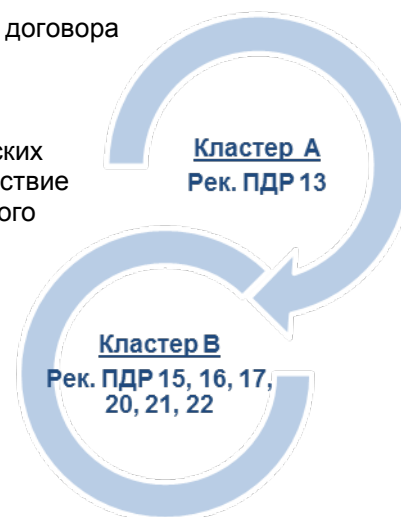 договора
ских
ствие
ого
Кластер А
Рек. ПДР 13
Кластер В
Рек. ПДР 15, 16, 17,
20, 21, 22